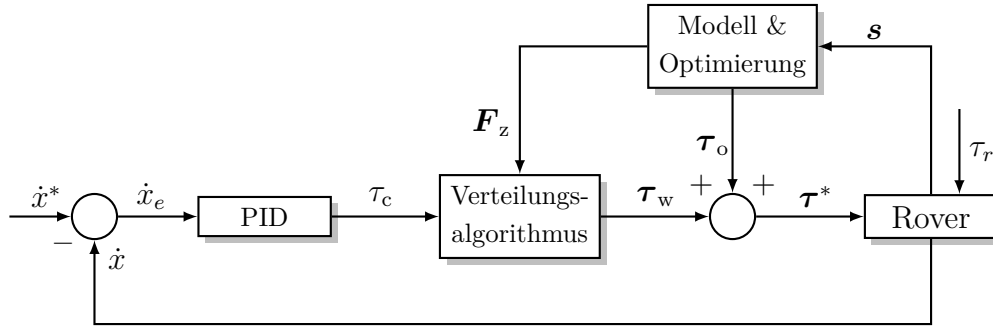 Modell &
Optimierung
s
F_z
τ_o
τ_r
ẋ*
ẋ_e
PID
τ_c
Verteilungs-
algorithmus
τ_w
+
+
τ*
Rover
−
ẋ